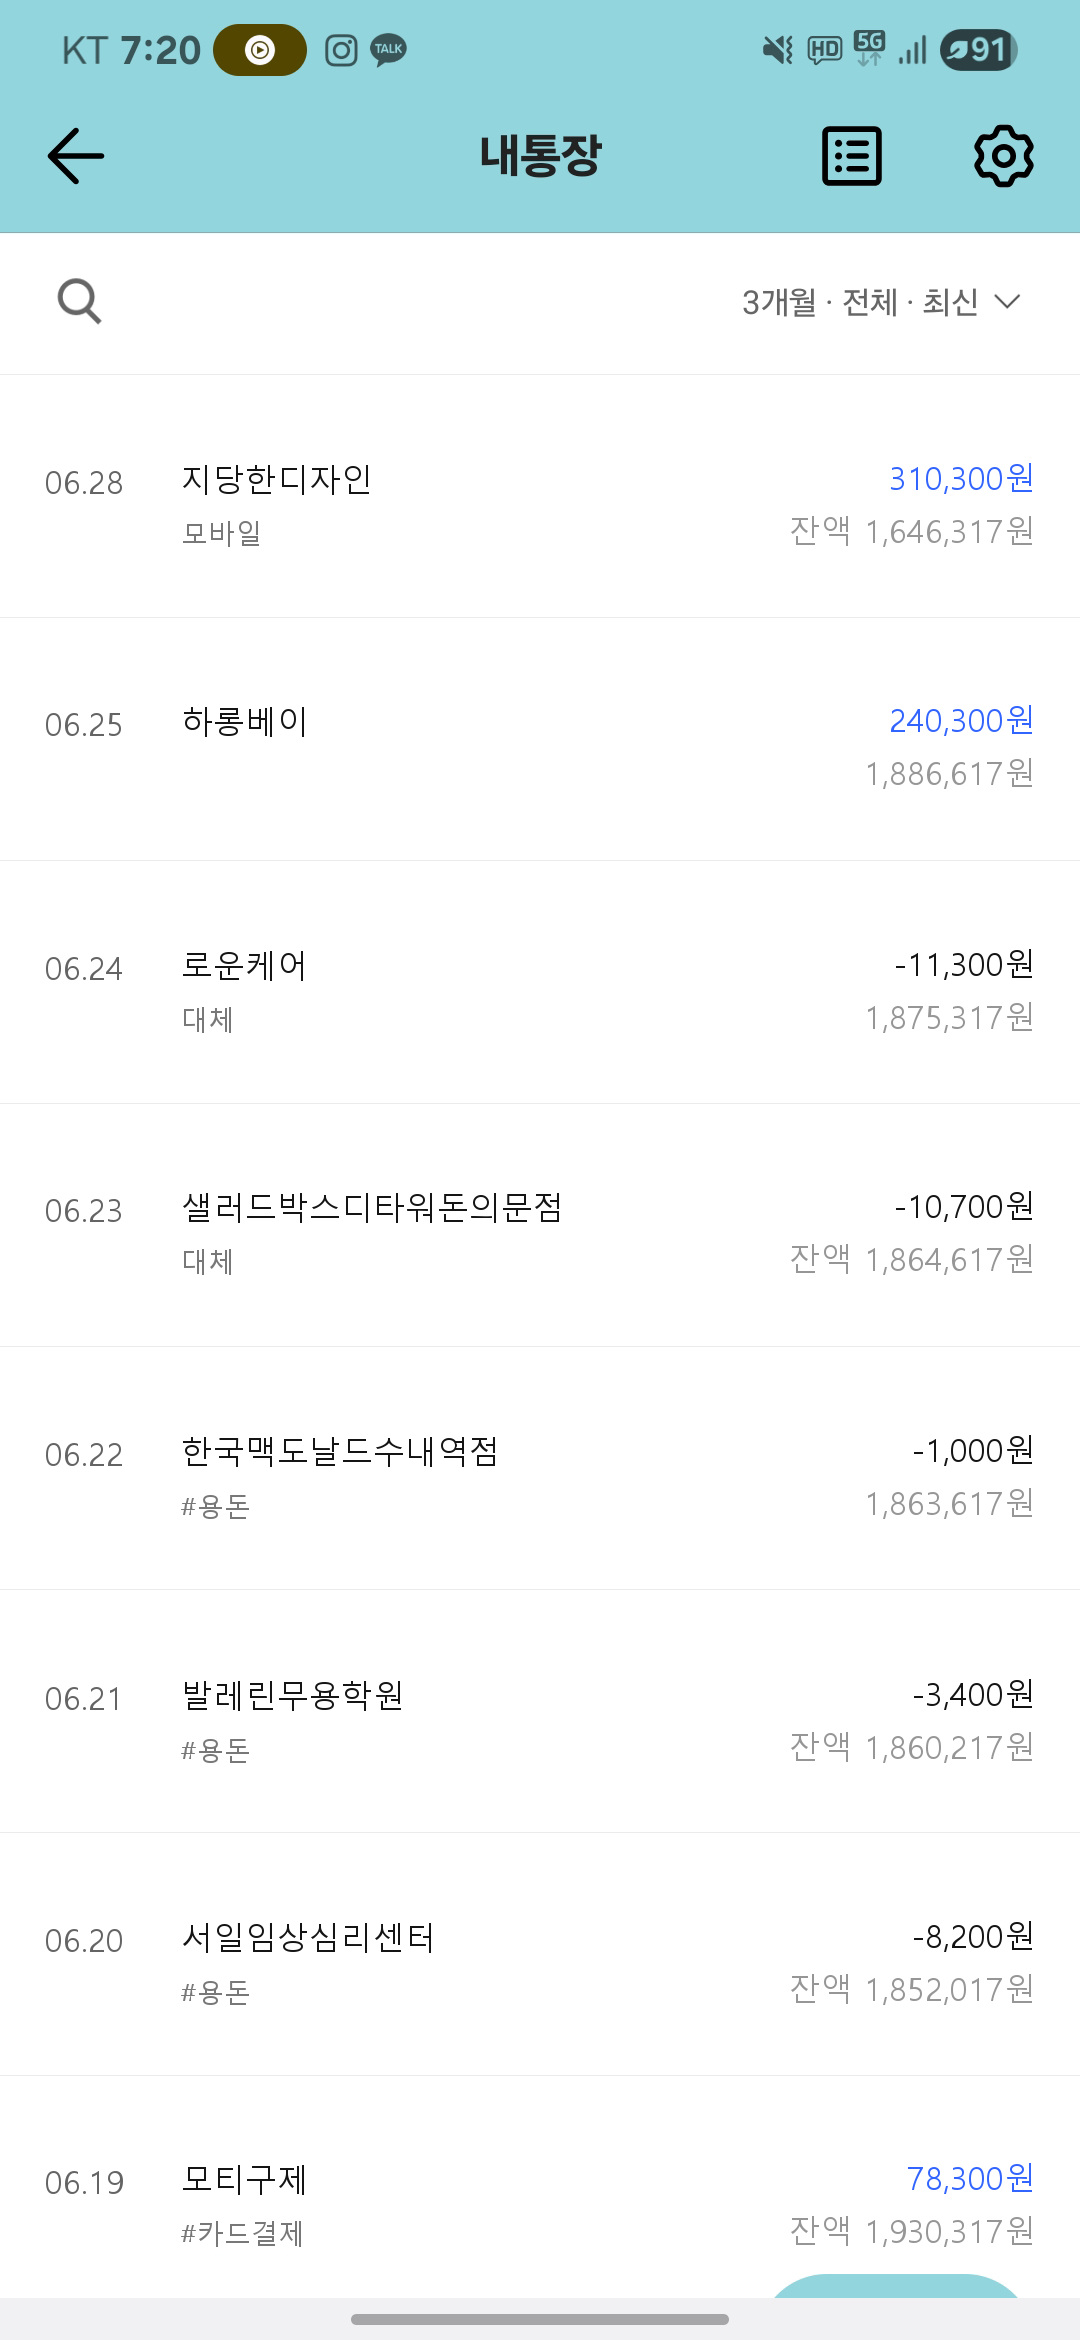 KT 7:20 TALK HD 5G 91
내통장
3개월 · 전체 · 최신
06.28 지당한디자인 310,300원
모바일 잔액 1,646,317원
06.25 하롱베이 240,300원
1,886,617원
06.24 로운케어 -11,300원
대체 1,875,317원
06.23 샐러드박스디타워돈의문점 -10,700원
대체 잔액 1,864,617원
06.22 한국맥도날드수내역점 -1,000원
#용돈 1,863,617원
06.21 발레린무용학원 -3,400원
#용돈 잔액 1,860,217원
06.20 서일임상심리센터 -8,200원
#용돈 잔액 1,852,017원
06.19 모티구제 78,300원
#카드결제 잔액 1,930,317원